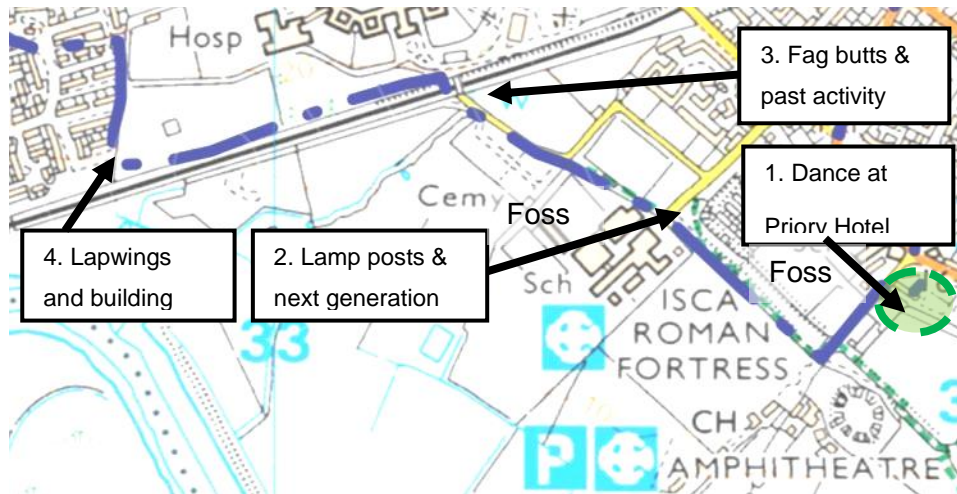 Hosp
3. Fag butts &
past activity
1. Dance at
Priory Hotel
Cemy
Foss
4. Lapwings
and building
2. Lamp posts &
next generation
Sch
Foss
ISCA
ROMAN
FORTRESS
33
3
P
CH
AMPHITHEATRE